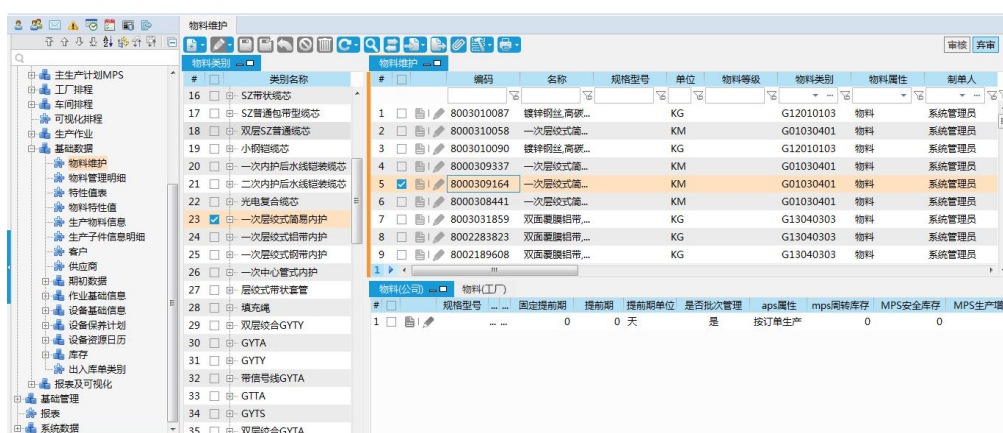 物料维护
审核 弃审
主生产计划MPS
工厂排程
车间排程
可视化排程
生产作业
基础数据
物料维护
物料管理明细
特性值表
物料特性值
生产物料信息
生产子件信息明细
客户
供应商
期初数据
作业基础信息
设备基础信息
设备保养计划
设备资源日历
库存
出入库单类别
报表及可视化
基础管理
报表
系统数据
物料类别
# 类别名称
16 SZ带状缆芯
17 SZ普通包带型缆芯
18 双层SZ普通缆芯
19 小钢铠缆芯
20 一次内护后水线铠装缆芯
21 二次内护后水线铠装缆芯
22 光电复合缆芯
23 一次层绞式简易内护
24 一次层绞式铝带内护
25 一次层绞式钢带内护
26 一次中心管式内护
27 层绞式带状套管
28 填充绳
29 双层绞合GYTY
30 GYTA
31 GYTY
32 带信号线GYTA
33 GTTA
34 GYTS
35 双层绞合GYTA
物料维护
# 编码 名称 规格型号 单位 物料等级 物料类别 物料属性 制单人
1 8003010087 镀锌钢丝,高碳... KG G12010103 物料 系统管理员
2 8000310058 一次层绞式简... KM G01030401 物料 系统管理员
3 8003010090 镀锌钢丝,高碳... KG G12010103 物料 系统管理员
4 8000309337 一次层绞式简... KM G01030401 物料 系统管理员
5 8000309164 一次层绞式简... KM G01030401 物料 系统管理员
6 8000308441 一次层绞式简... KM G01030401 物料 系统管理员
7 8003031859 双面覆膜铝带,... KG G13040303 物料 系统管理员
8 8002283823 双面覆膜铝带,... KG G13040303 物料 系统管理员
9 8002189608 双面覆膜铝带,... KG G13040303 物料 系统管理员
1
物料(公司) 物料(工厂)
# 规格型号 ... ... 固定提前期 提前期 提前期单位 是否批次管理 aps属性 mps周转库存 MPS安全库存 MPS生产增
1 ... ... 0 0 天 是 按订单生产 0 0